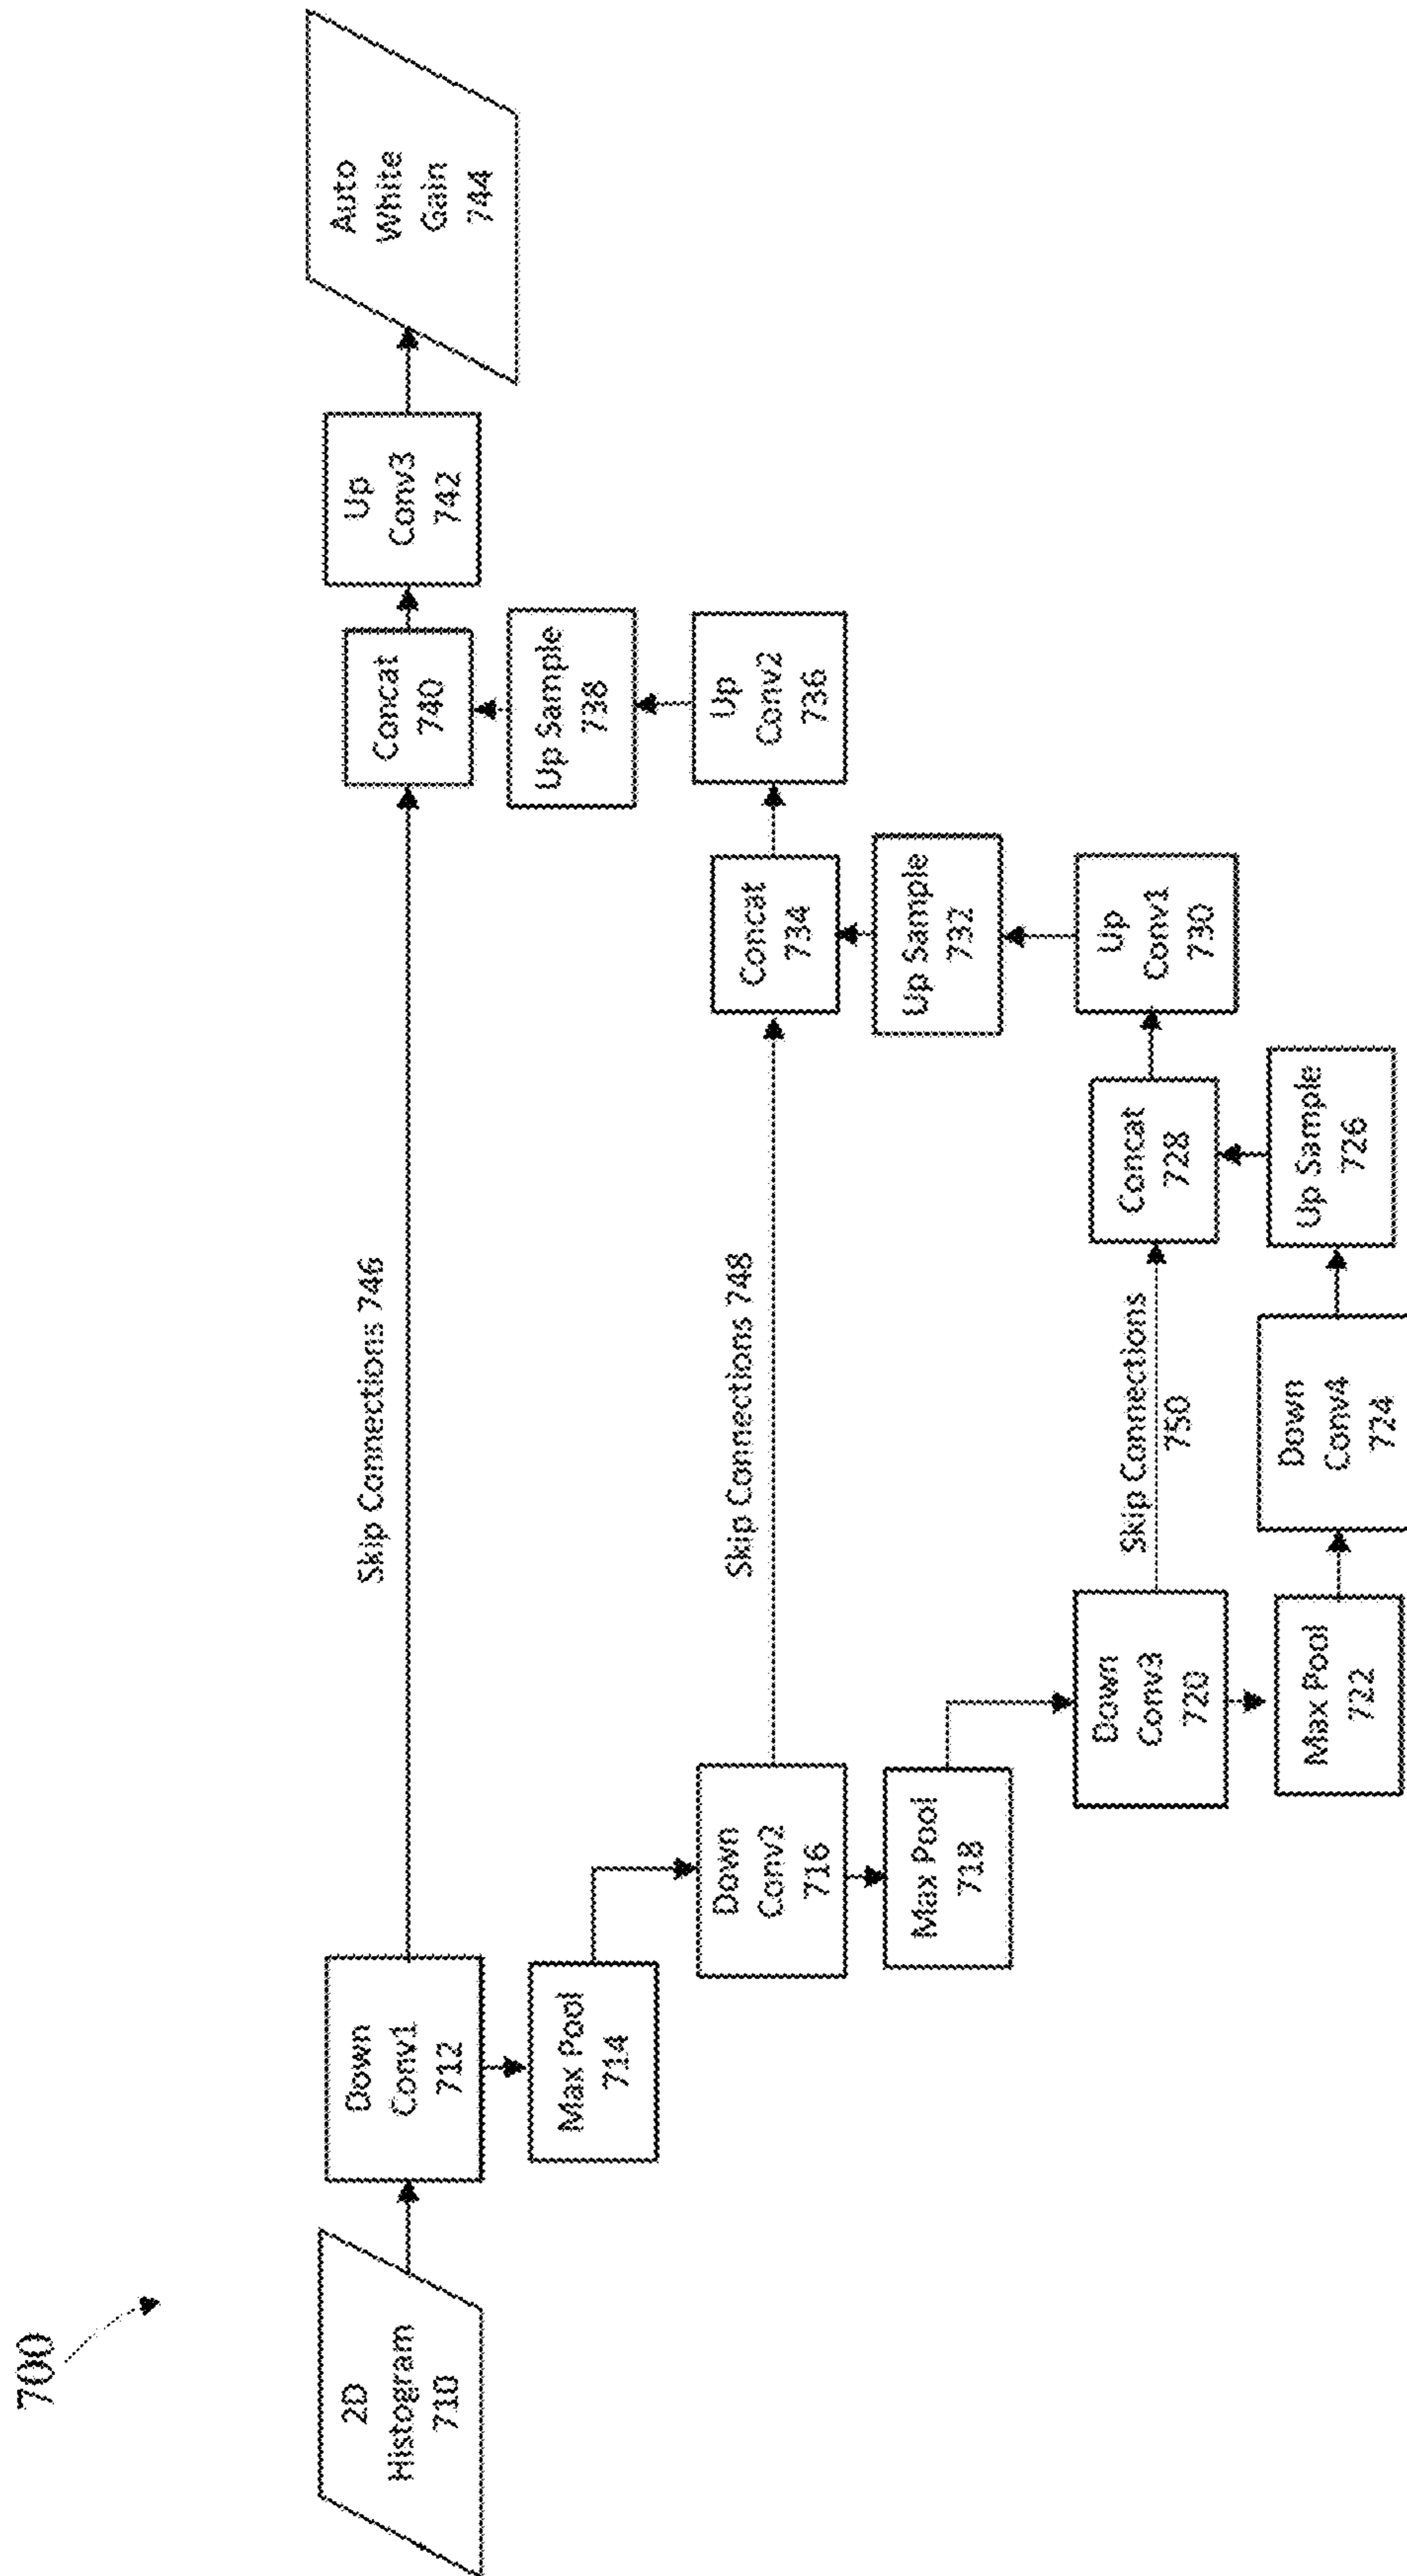 700
2D
Histogram
710
Down
Conv1
712
Max Pool
714
Down
Conv2
716
Max Pool
718
Down
Conv3
720
Max Pool
722
Down
Conv4
724
Up Sample
726
Skip Connections
750
Concat
728
Up
Conv1
730
Up Sample
732
Skip Connections 748
Concat
734
Up
Conv2
736
Up Sample
738
Skip Connections 746
Concat
740
Up
Conv3
742
Auto
White
Gain
744